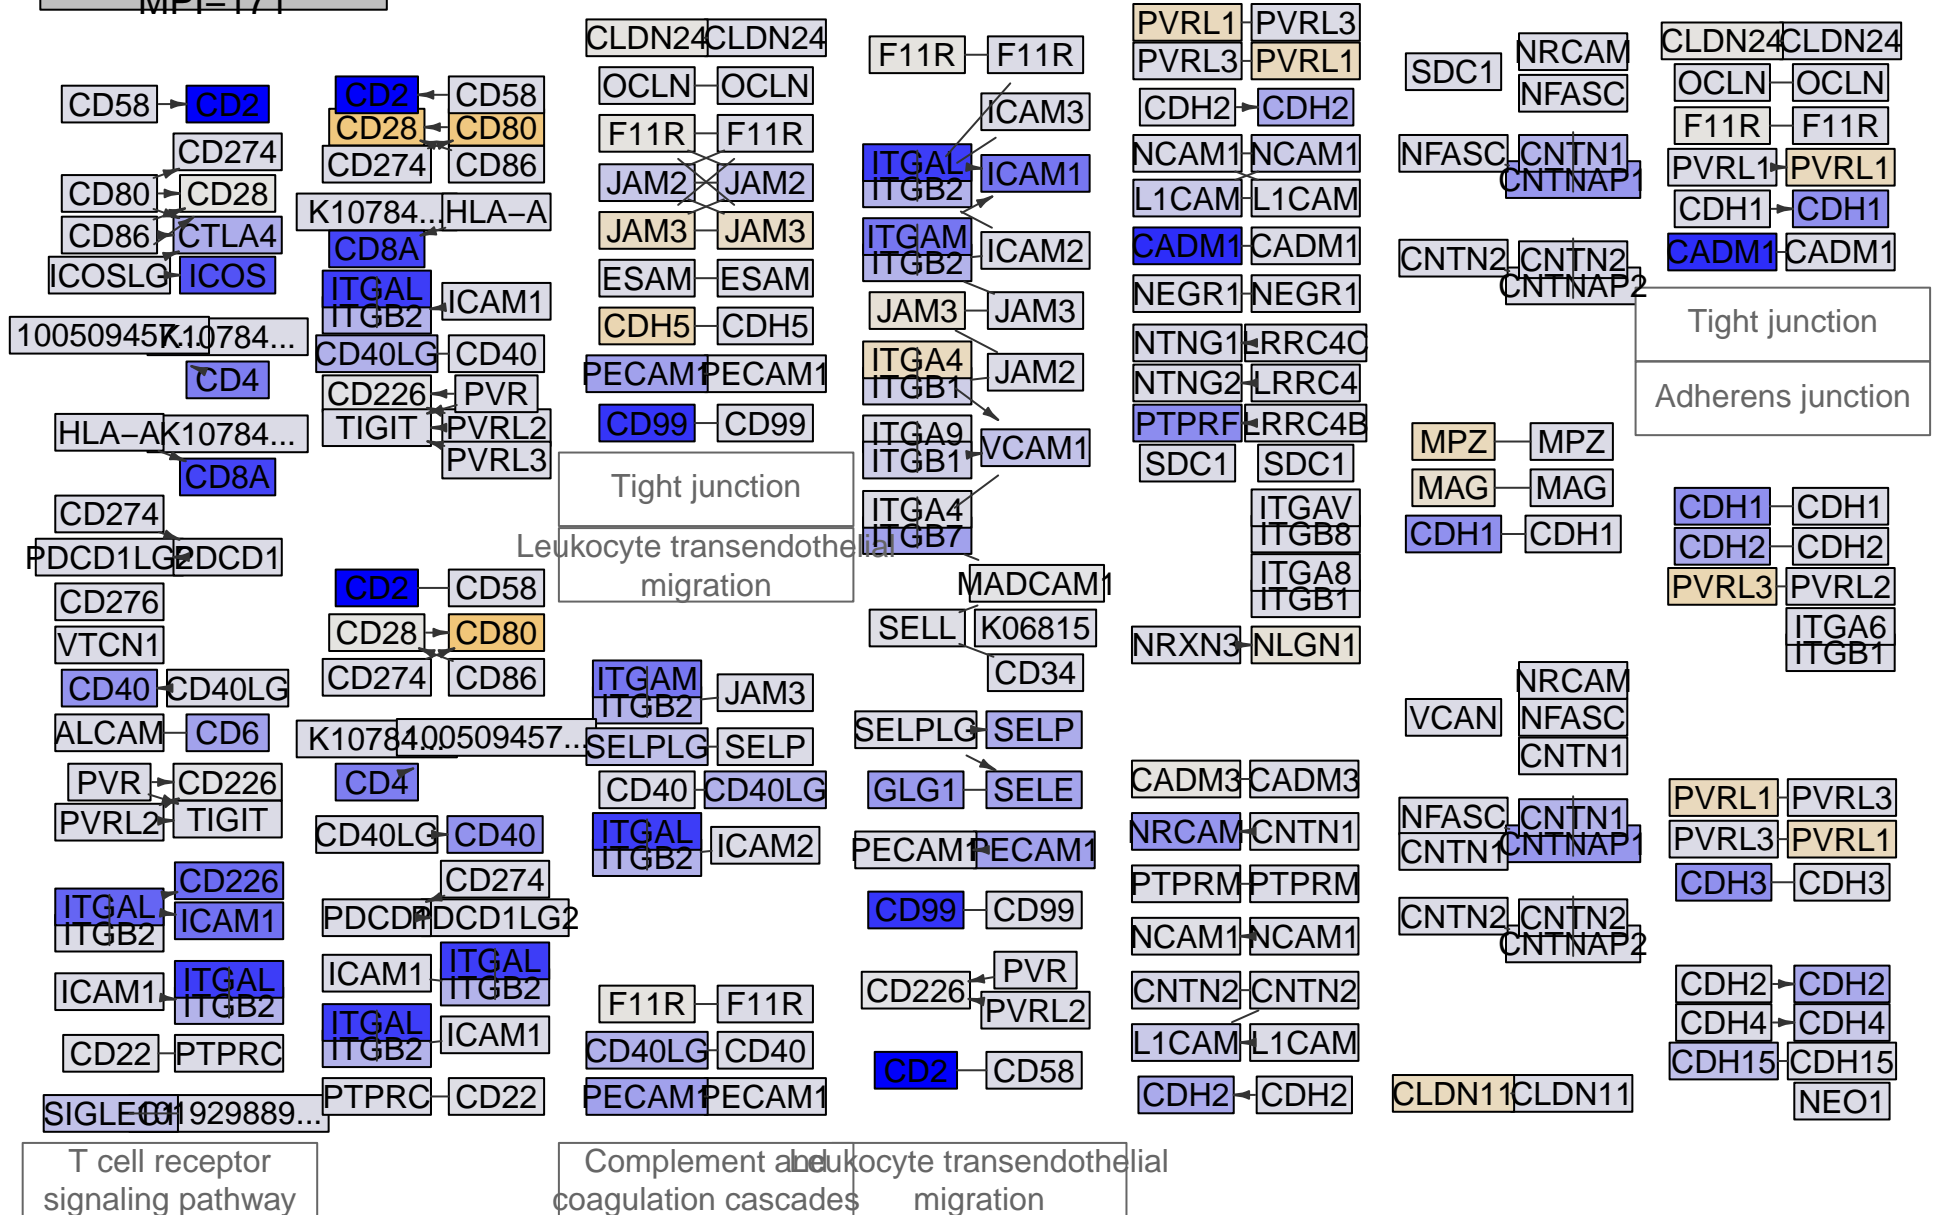 MPI−171
CD58
CD2
CD274
CD80
CD28
CD86
CTLA4
ICOSLG
ICOS
100509457...
K10784...
CD4
HLA−A
K10784...
CD8A
CD274
PDCD1LG2
PDCD1
CD276
VTCN1
CD40
CD40LG
ALCAM
CD6
PVR
CD226
PVRL2
TIGIT
CD226
ITGAL
ICAM1
ITGB2
ITGAL
ICAM1
ITGB2
CD22
PTPRC
T cell receptor
signaling pathway
CD2
CD58
CD28
CD80
CD274
CD86
K10784...
HLA−A
CD8A
ITGAL
ICAM1
ITGB2
CD40LG
CD40
CD226
PVR
TIGIT
PVRL2
PVRL3
CD2
CD58
CD28
CD80
CD274
CD86
K10784...
100509457...
CD4
CD40LG
CD40
CD274
PDCD1LG2
ITGAL
ICAM1
ITGB2
ITGAL
ICAM1
ITGB2
PTPRC
CD22
CLDN24
CLDN24
OCLN
OCLN
F11R
F11R
JAM2
JAM2
JAM3
JAM3
ESAM
ESAM
CDH5
CDH5
PECAM1
PECAM1
CD99
CD99
Tight junction
Leukocyte transendothelial
migration
ITGAM
JAM3
ITGB2
SELPLG
SELP
CD40
CD40LG
ITGAL
ICAM2
ITGB2
F11R
F11R
CD40LG
CD40
PECAM1
PECAM1
Complement and
coagulation cascades
F11R
F11R
ICAM3
ITGAL
ICAM1
ITGB2
ITGAM
ICAM2
ITGB2
JAM3
JAM3
ITGA4
JAM2
ITGB1
ITGA9
VCAM1
ITGB1
ITGA4
ITGB7
MADCAM1
SELL
K06815
CD34
SELPLG
SELP
GLG1
SELE
PECAM1
PECAM1
CD99
CD99
PVR
CD226
PVRL2
CD2
CD58
Leukocyte transendothelial
migration
PVRL1
PVRL3
PVRL3
PVRL1
CDH2
CDH2
NCAM1
NCAM1
L1CAM
L1CAM
CADM1
CADM1
NEGR1
NEGR1
NTNG1
LRRC4C
NTNG2
LRRC4
PTPRF
LRRC4B
SDC1
SDC1
ITGAV
ITGB8
ITGA8
ITGB1
NRXN3
NLGN1
CADM3
CADM3
NRCAM
CNTN1
PTPRM
PTPRM
NCAM1
NCAM1
CNTN2
CNTN2
L1CAM
L1CAM
CDH2
CDH2
SDC1
NRCAM
NFASC
NFASC
CNTN1
CNTNAP1
CNTN2
CNTN2
CNTNAP2
MPZ
MPZ
MAG
MAG
CDH1
CDH1
VCAN
NRCAM
NFASC
CNTN1
NFASC
CNTN1
CNTN1
CNTNAP1
CNTN2
CNTN2
CNTNAP2
CLDN11
CLDN11
CLDN24
CLDN24
OCLN
OCLN
F11R
F11R
PVRL1
PVRL1
CDH1
CDH1
CADM1
CADM1
Tight junction
Adherens junction
CDH1
CDH1
CDH2
CDH2
PVRL3
PVRL2
ITGA6
ITGB1
PVRL1
PVRL3
PVRL3
PVRL1
CDH3
CDH3
CDH2
CDH2
CDH4
CDH4
CDH15
CDH15
NEO1